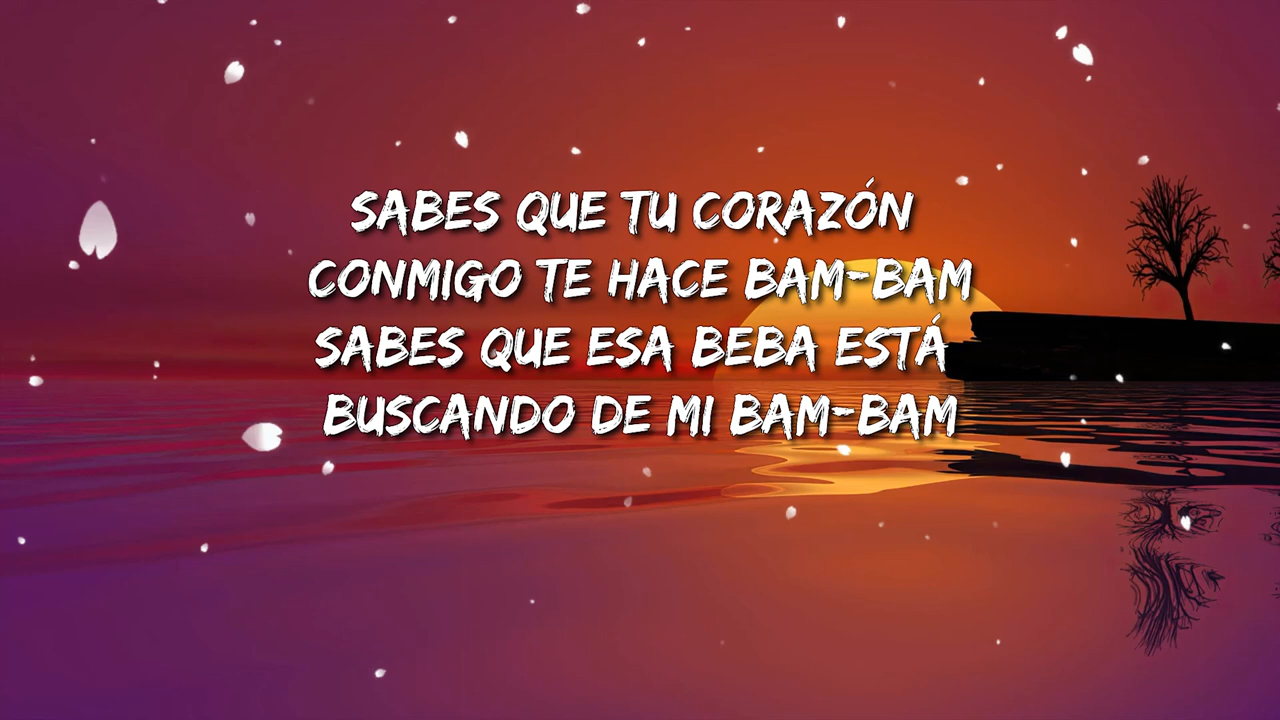 SABES QUE TU CORAZÓN
CONMIGO TE HACE BAM-BAM
SABES QUE ESA BEBA ESTÁ
BUSCANDO DE MI BAM-BAM